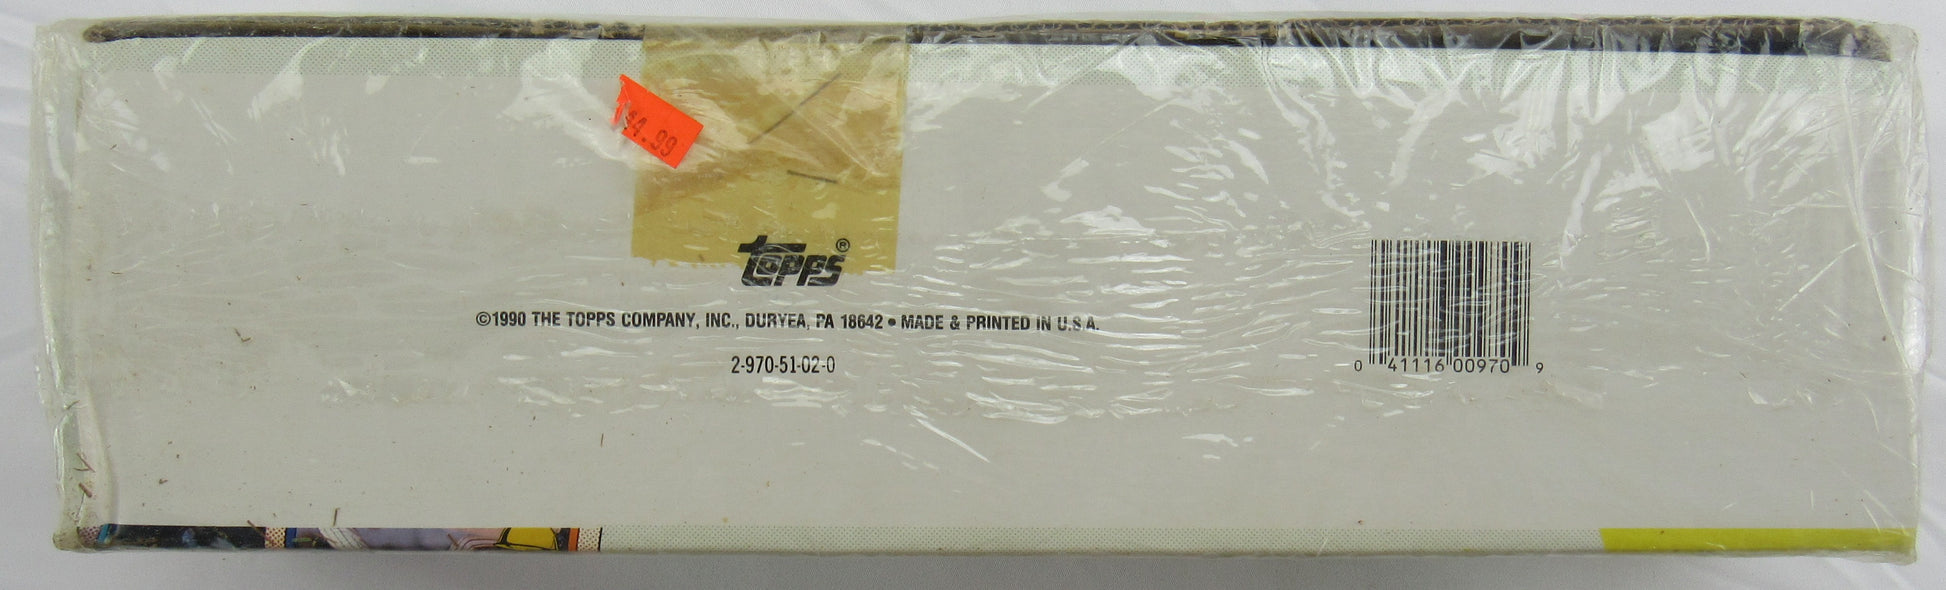 $4.99
TOPPS®
©1990 THE TOPPS COMPANY, INC., DURYEA, PA 18642 • MADE & PRINTED IN U.S.A.
2-970-51-02-0
0 41116 00970 9